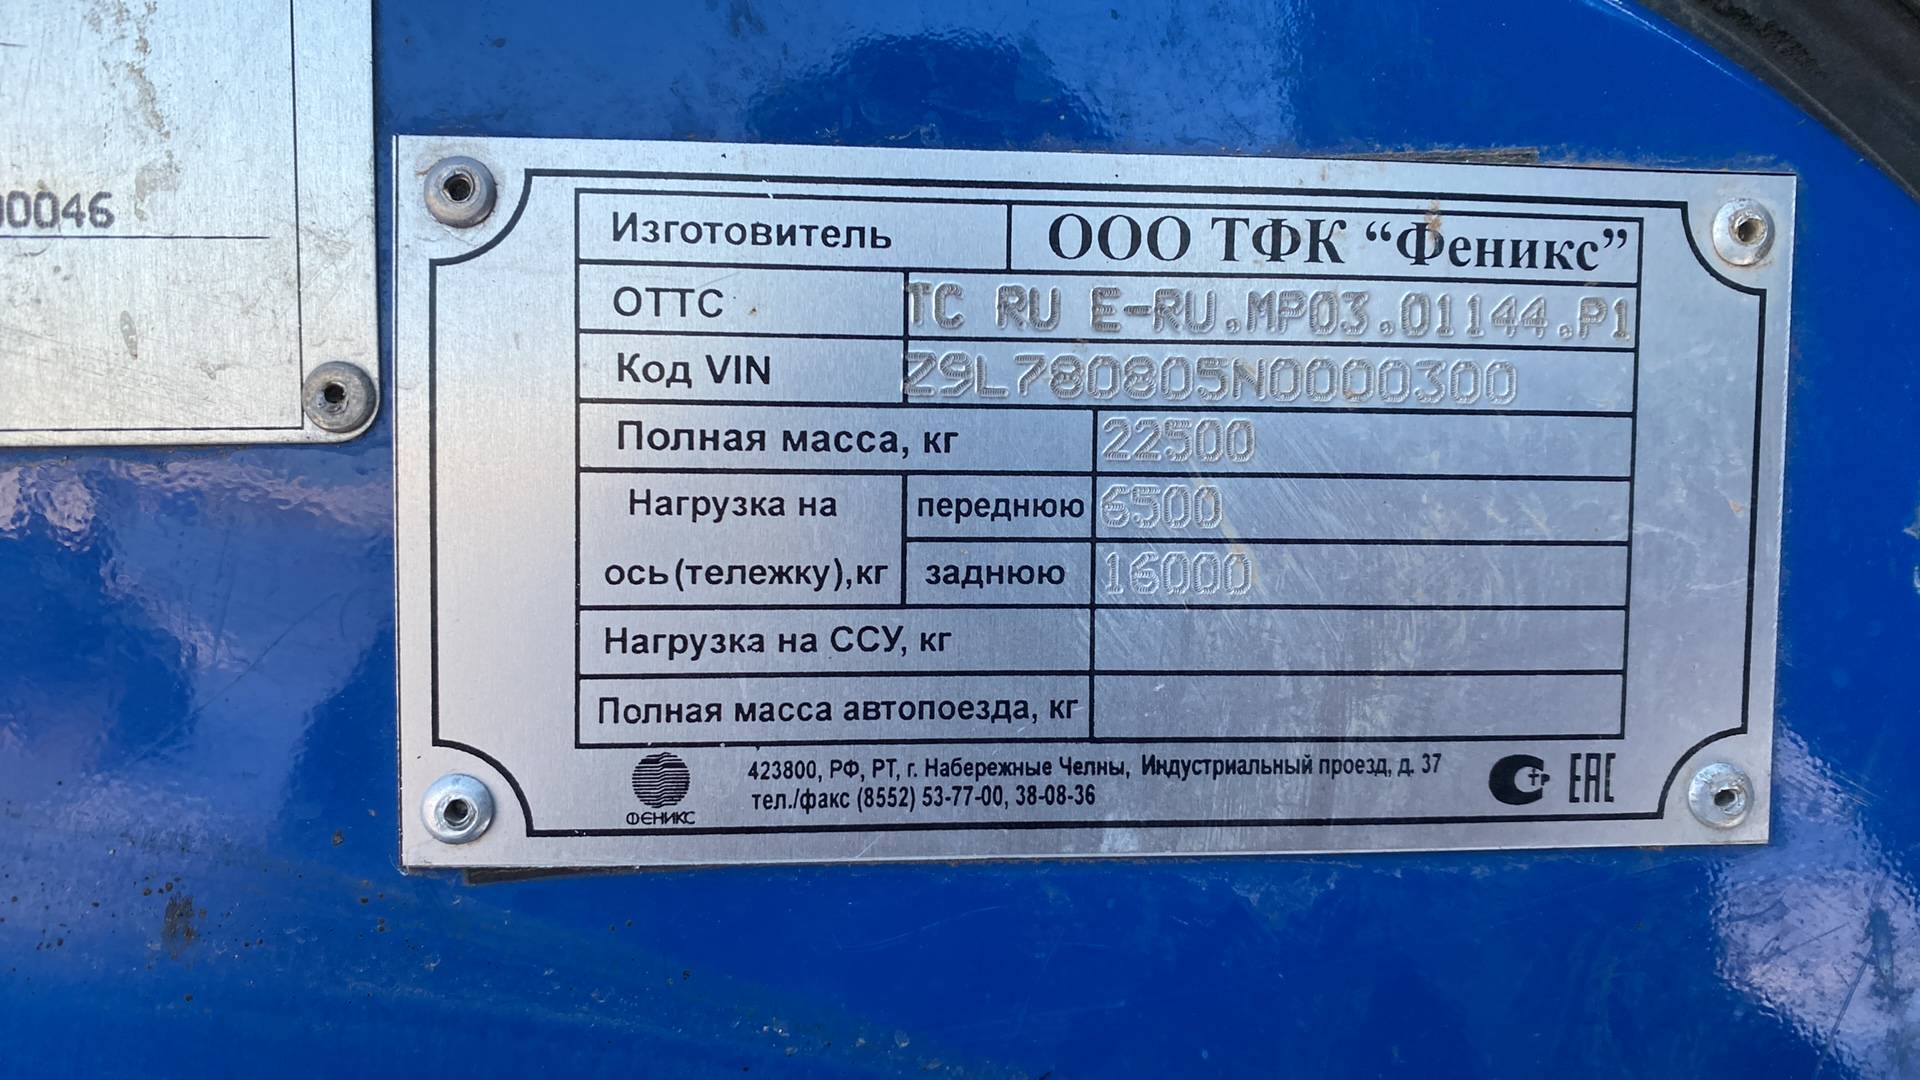 0046
Изготовитель ООО ТФК “Феникс”
ОТТС TC RU E-RU.MP03.01144.P1
Код VIN Z9L780805N0000300
Полная масса, кг 22500
Нагрузка на переднюю 6500
ось(тележку),кг заднюю 16000
Нагрузка на ССУ, кг
Полная масса автопоезда, кг
ФЕНИКС
423800, РФ, РТ, г. Набережные Челны, Индустриальный проезд, д. 37
тел./факс (8552) 53-77-00, 38-08-36
EAC